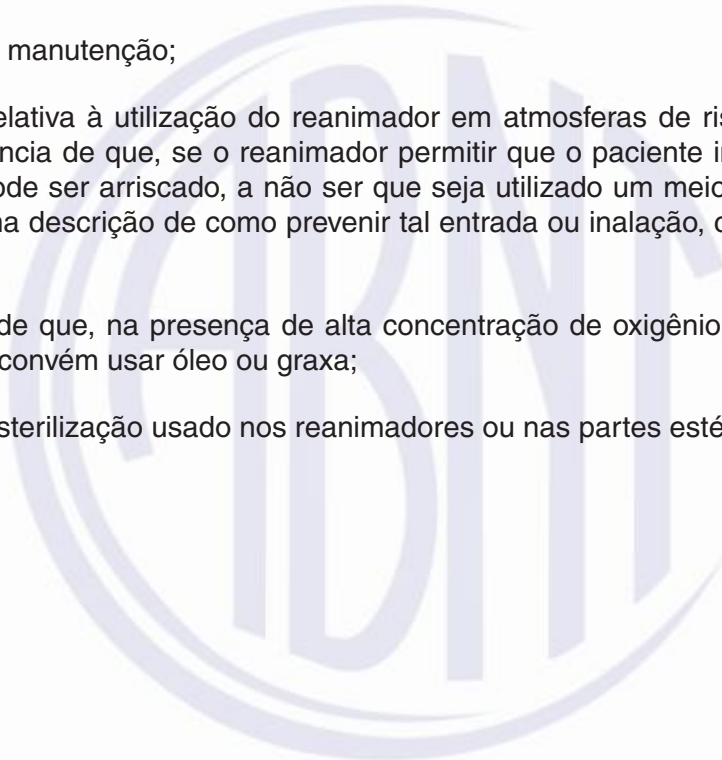 manutenção;
elativa à utilização do reanimador em atmosferas de ris
ncia de que, se o reanimador permitir que o paciente i
ode ser arriscado, a não ser que seja utilizado um meio
na descrição de como prevenir tal entrada ou inalação, c
de que, na presença de alta concentração de oxigênio
convém usar óleo ou graxa;
sterilização usado nos reanimadores ou nas partes esté
ABNT